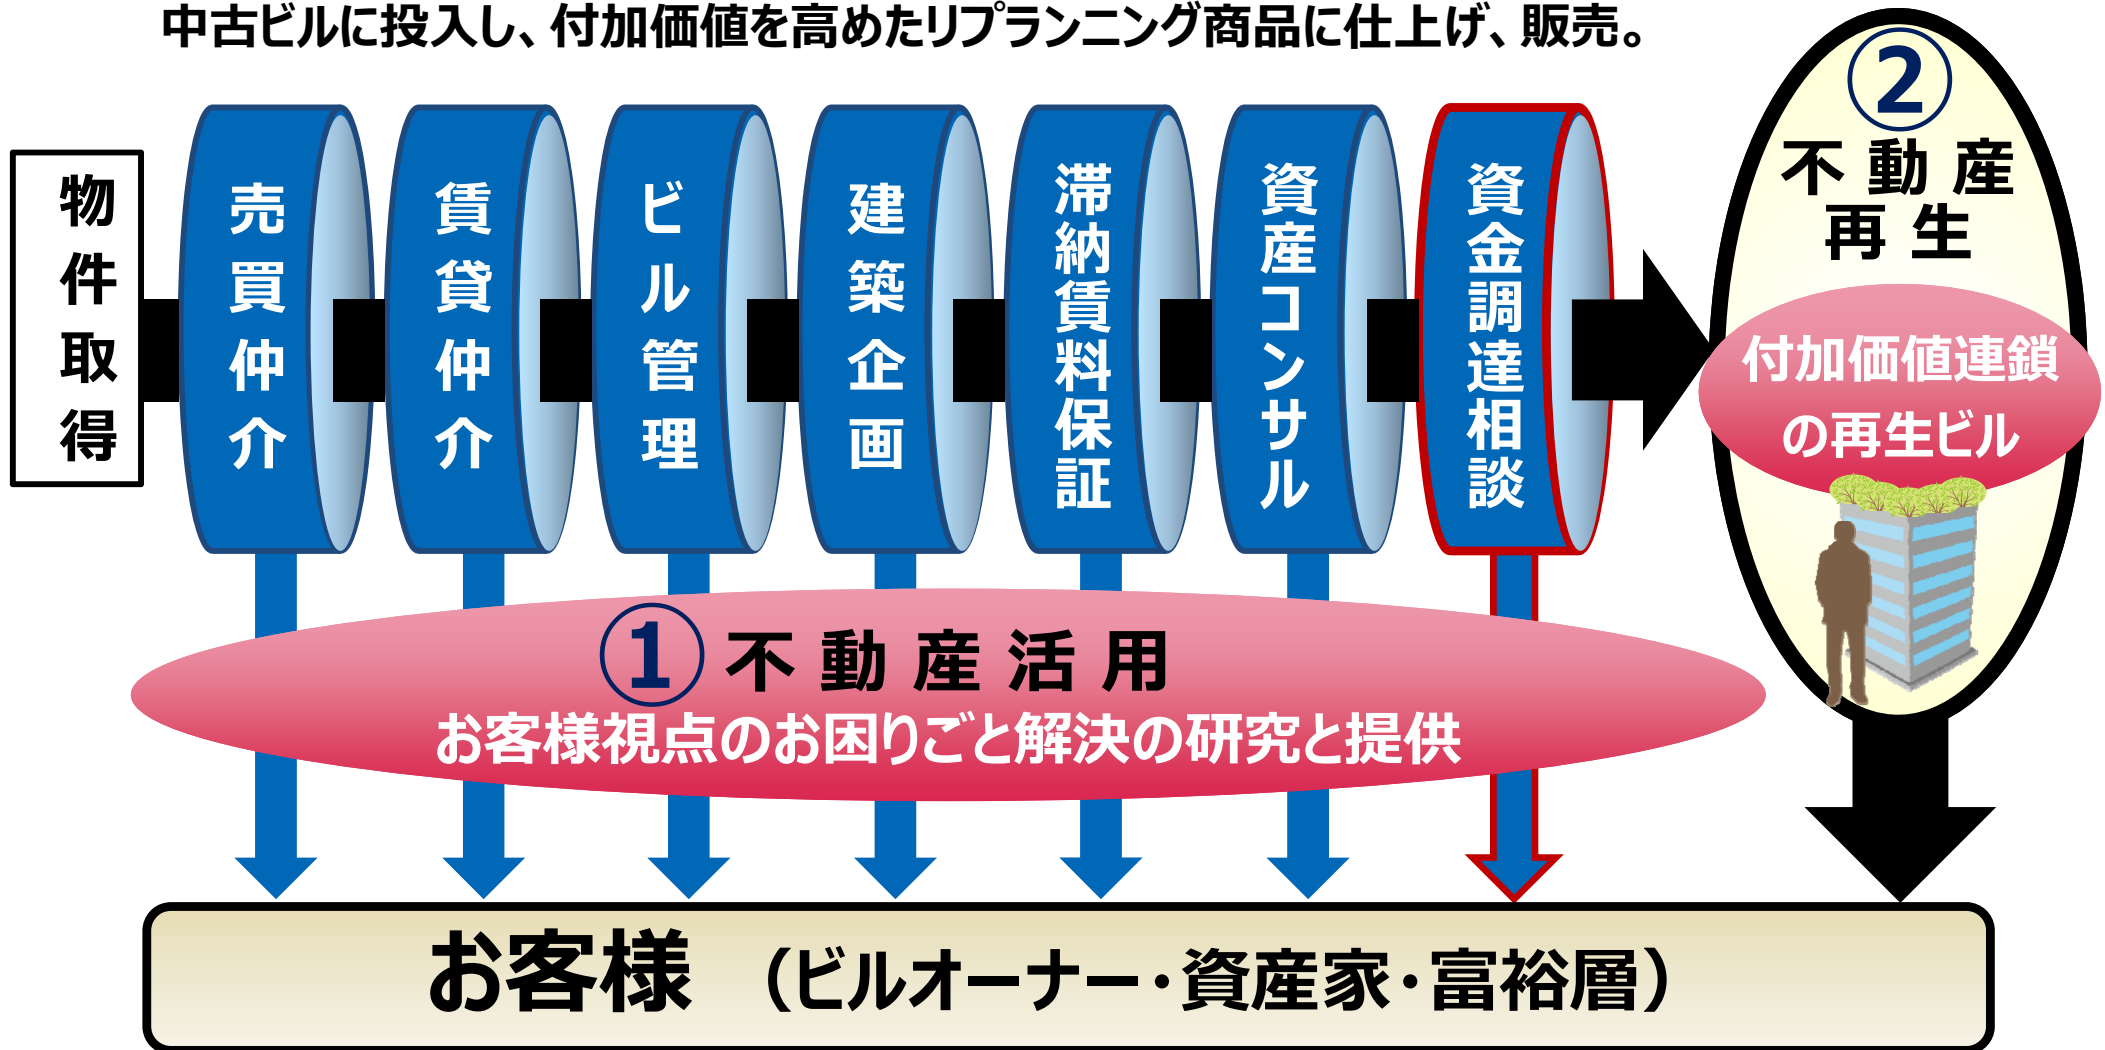 中古ビルに投入し、付加価値を高めたリプランニング商品に仕上げ、販売。
物件取得
売買仲介
賃貸仲介
ビル管理
建築企画
滞納賃料保証
資産コンサル
資金調達相談
②
不動産
再生
付加価値連鎖
の再生ビル
①不動産活用
お客様視点のお困りごと解決の研究と提供
お客様（ビルオーナー・資産家・富裕層）